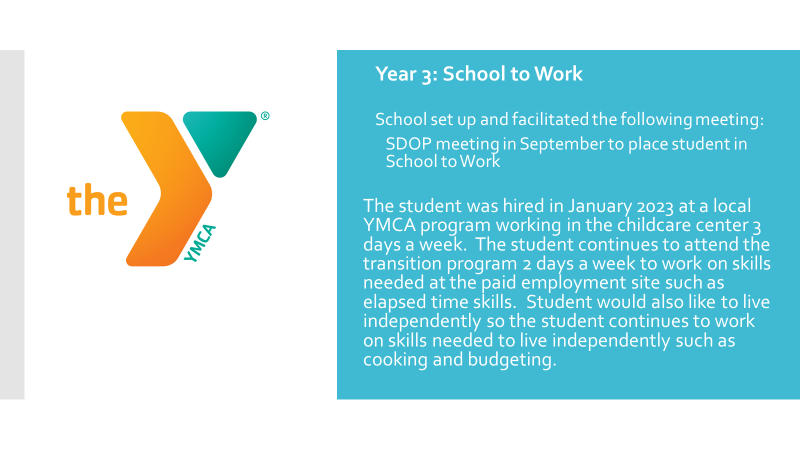 the
YMCA
®
Year 3: School to Work
School set up and facilitated the following meeting:
SDOP meeting in September to place student in
School to Work
The student was hired in January 2023 at a local
YMCA program working in the childcare center 3
days a week.  The student continues to attend the
transition program 2 days a week to work on skills
needed at the paid employment site such as
elapsed time skills.  Student would also like to live
independently so the student continues to work
on skills needed to live independently such as
cooking and budgeting.